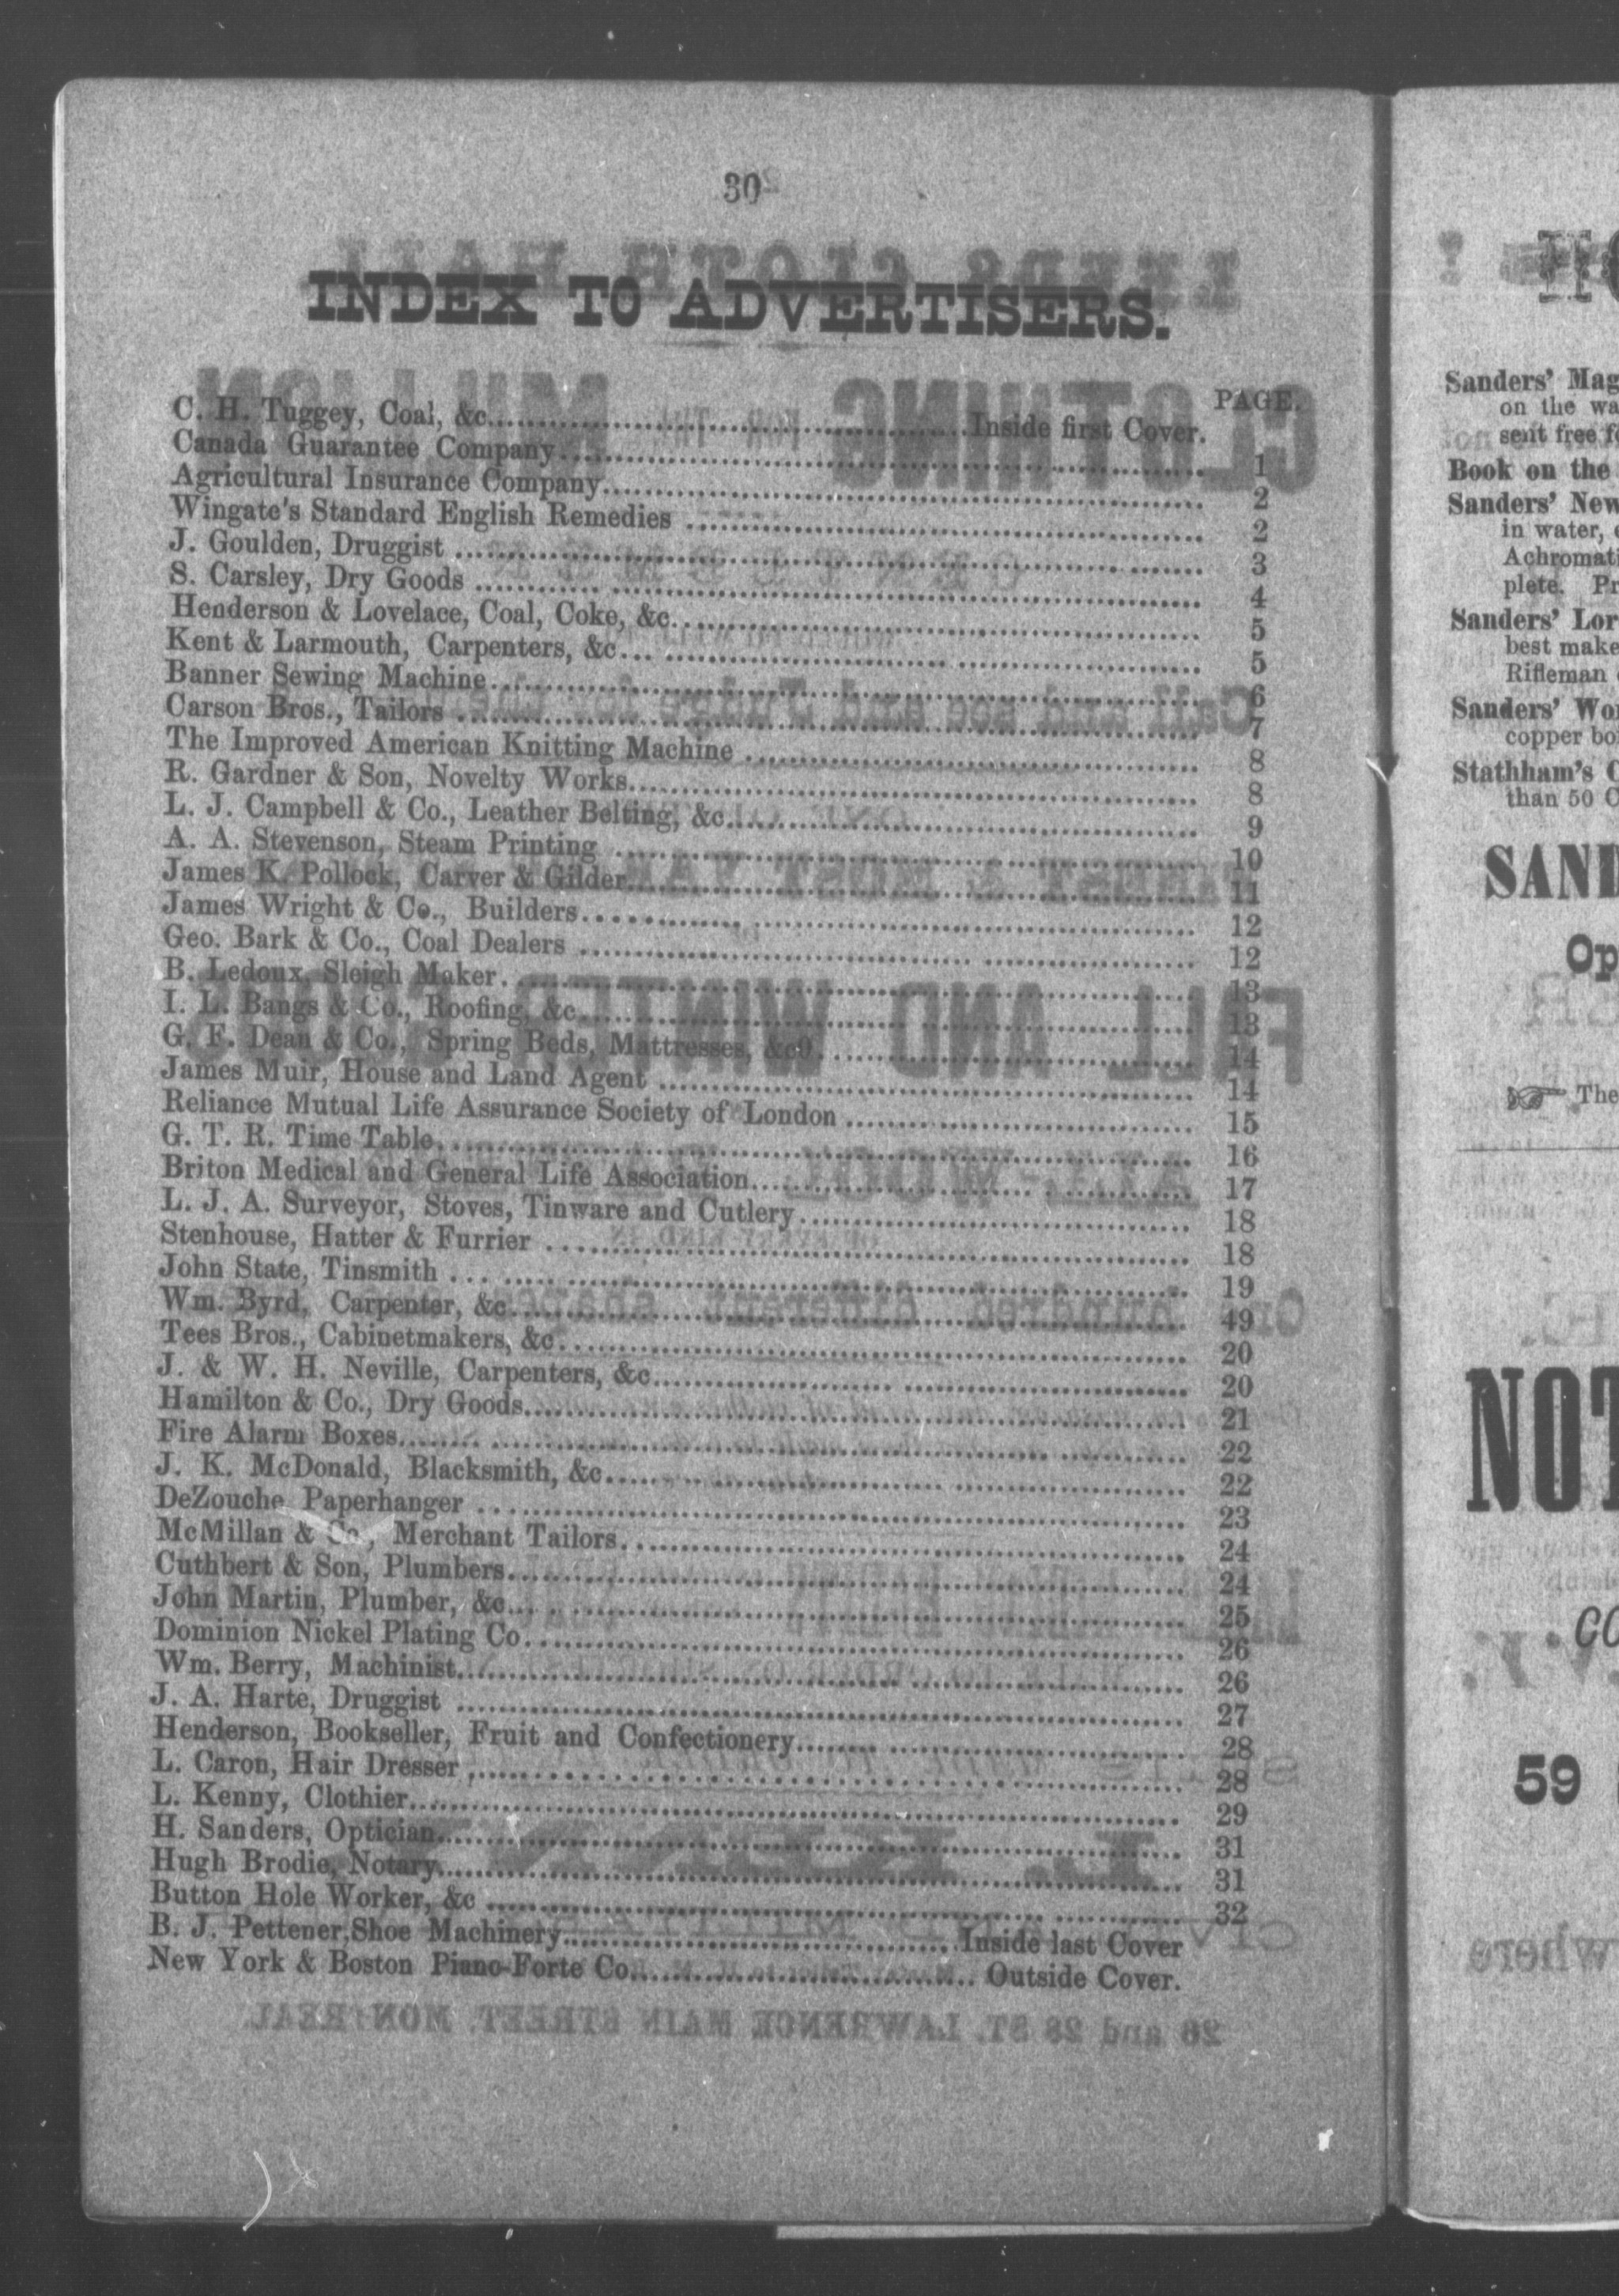 30
INDEX TO ADVERTISERS.
PAGE.
C. H. Tuggey, Coal, &c.......Inside first Cover.
Canada Guarantee Company....... 1
Agricultural Insurance Company....... 2
Wingate's Standard English Remedies ....... 2
J. Goulden, Druggist ....... 3
S. Carsley, Dry Goods ....... 4
Henderson & Lovelace, Coal, Coke, &c....... 5
Kent & Larmouth, Carpenters, &c....... 5
Banner Sewing Machine....... 6
Carson Bros., Tailors ....... 7
The Improved American Knitting Machine ....... 8
R. Gardner & Son, Novelty Works....... 8
L. J. Campbell & Co., Leather Belting, &c....... 9
A. A. Stevenson, Steam Printing ....... 10
James K. Pollock, Carver & Gilder....... 11
James Wright & Co., Builders....... 12
Geo. Bark & Co., Coal Dealers ....... 12
B. Ledoux, Sleigh Maker....... 13
I. L. Bangs & Co., Roofing, &c....... 13
G. F. Dean & Co., Spring Beds, Mattresses, &c9....... 14
James Muir, House and Land Agent ....... 14
Reliance Mutual Life Assurance Society of London ....... 15
G. T. R. Time Table....... 16
Briton Medical and General Life Association....... 17
L. J. A. Surveyor, Stoves, Tinware and Cutlery....... 18
Stenhouse, Hatter & Furrier ....... 18
John State, Tinsmith ....... 19
Wm. Byrd, Carpenter, &c....... 49
Tees Bros., Cabinetmakers, &c....... 20
J. & W. H. Neville, Carpenters, &c....... 20
Hamilton & Co., Dry Goods....... 21
Fire Alarm Boxes....... 22
J. K. McDonald, Blacksmith, &c....... 22
DeZouche Paperhanger ....... 23
McMillan & Co., Merchant Tailors....... 24
Cuthbert & Son, Plumbers....... 24
John Martin, Plumber, &c....... 25
Dominion Nickel Plating Co....... 26
Wm. Berry, Machinist....... 26
J. A. Harte, Druggist ....... 27
Henderson, Bookseller, Fruit and Confectionery....... 28
L. Caron, Hair Dresser ....... 28
L. Kenny, Clothier....... 29
H. Sanders, Optician....... 31
Hugh Brodie, Notary....... 31
Button Hole Worker, &c ....... 32
B. J. Pettener, Shoe Machinery.......Inside last Cover
New York & Boston Piano-Forte Co....... Outside Cover.
Sanders' Mag
on the wa
sent free fo
Book on the
Sanders' New
in water,
Achromati
plete. Pr
Sanders' Lor
best make
Rifleman
Sanders' Wo
copper boi
Stathham's C
than 50 C
SAND
Op
☞ The
NOT
CO
59